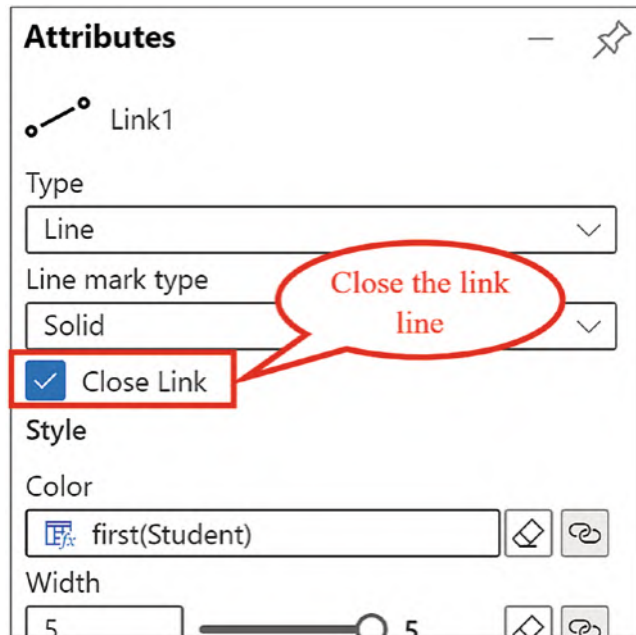 Attributes
Link1
Type
Line
Line mark type
Solid
Close the link
line
Close Link
Style
Color
fx first(Student)
Width
5 5